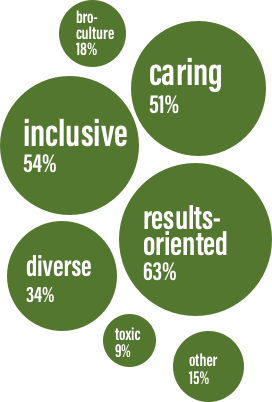 bro-
culture
18%
caring
51%
inclusive
54%
results-
oriented
63%
diverse
34%
toxic
9%
other
15%